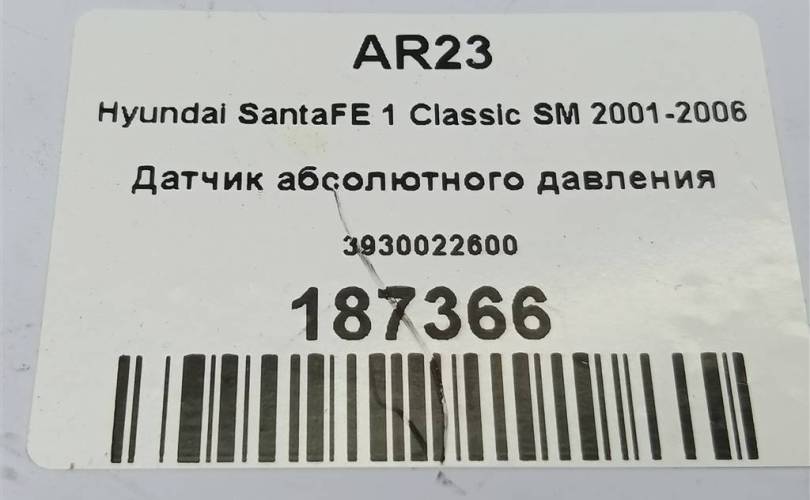 AR23
Hyundai SantaFE 1 Classic SM 2001-2006
Датчик абсолютного давления
3930022600
187366